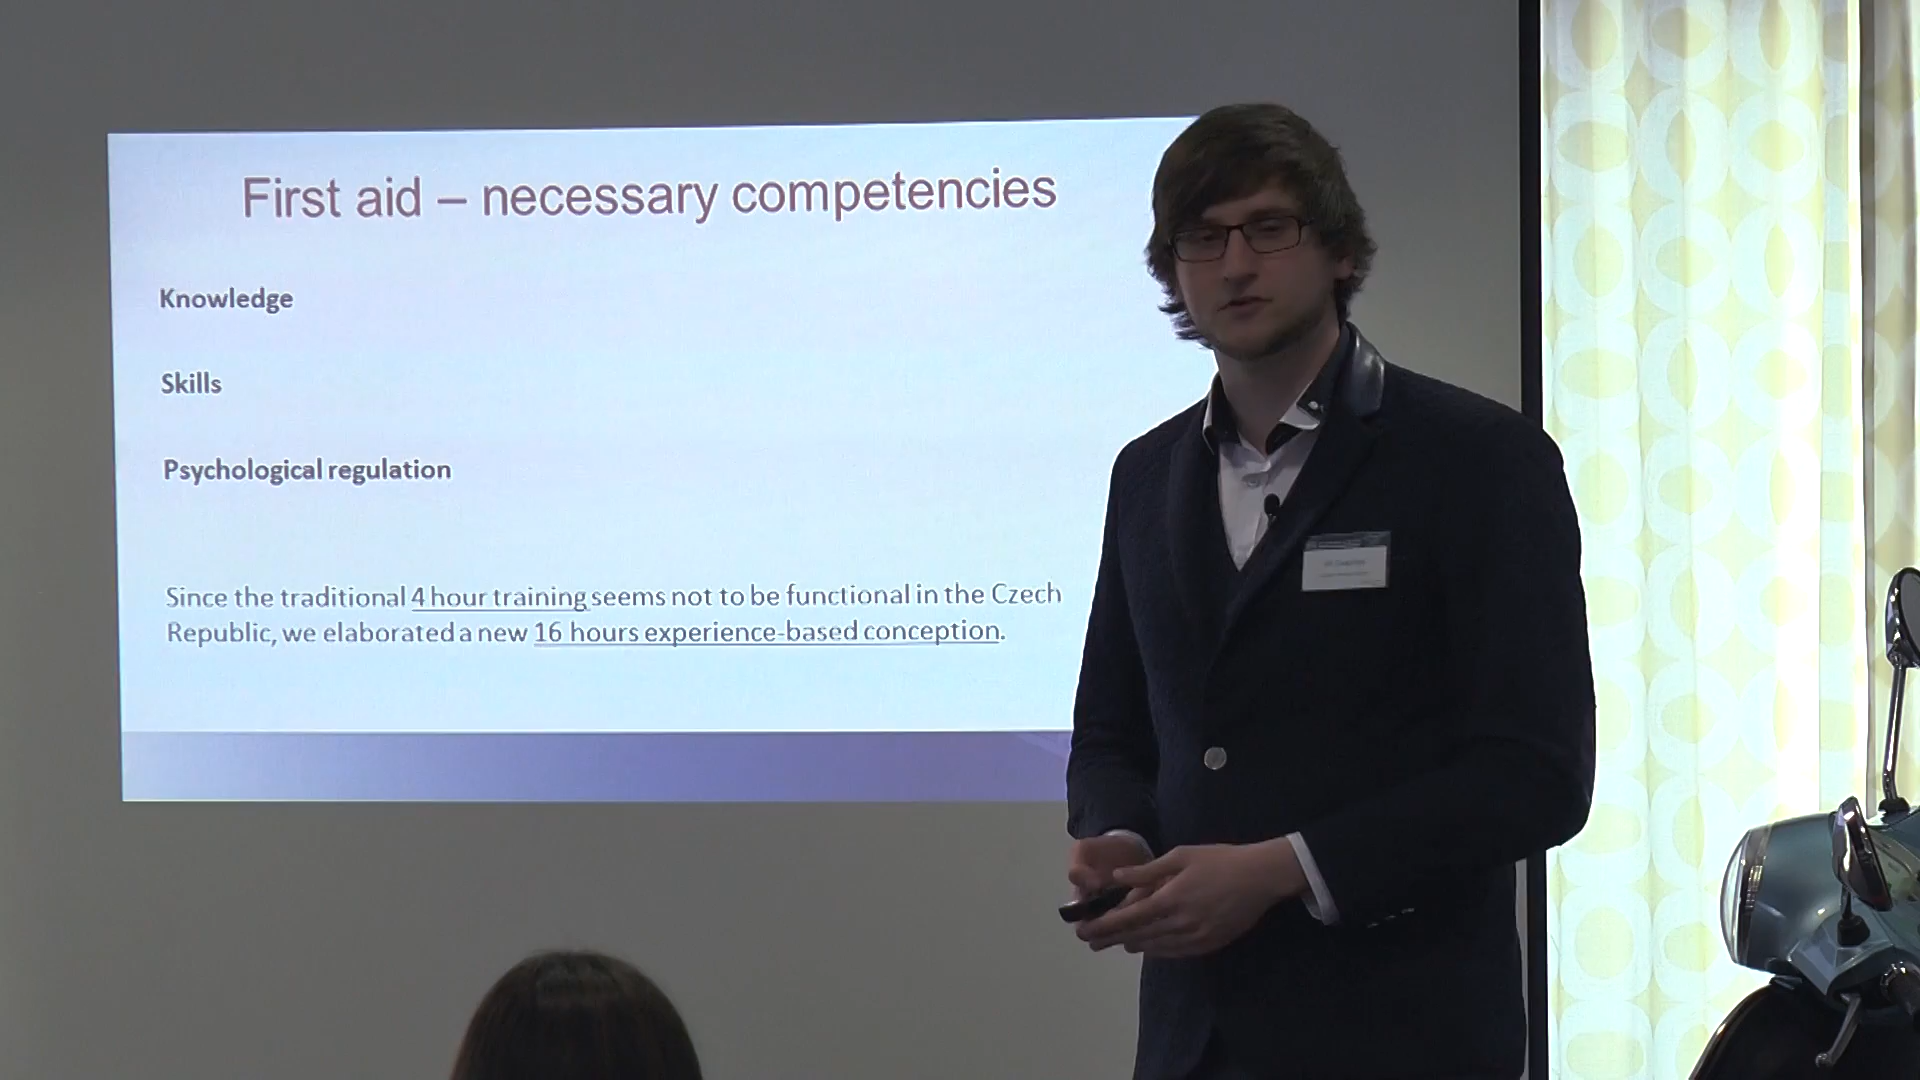 First aid – necessary competencies
Knowledge
Skills
Psychological regulation
Since the traditional 4 hour training seems not to be functional in the Czech
Republic, we elaborated a new 16 hours experience-based conception.